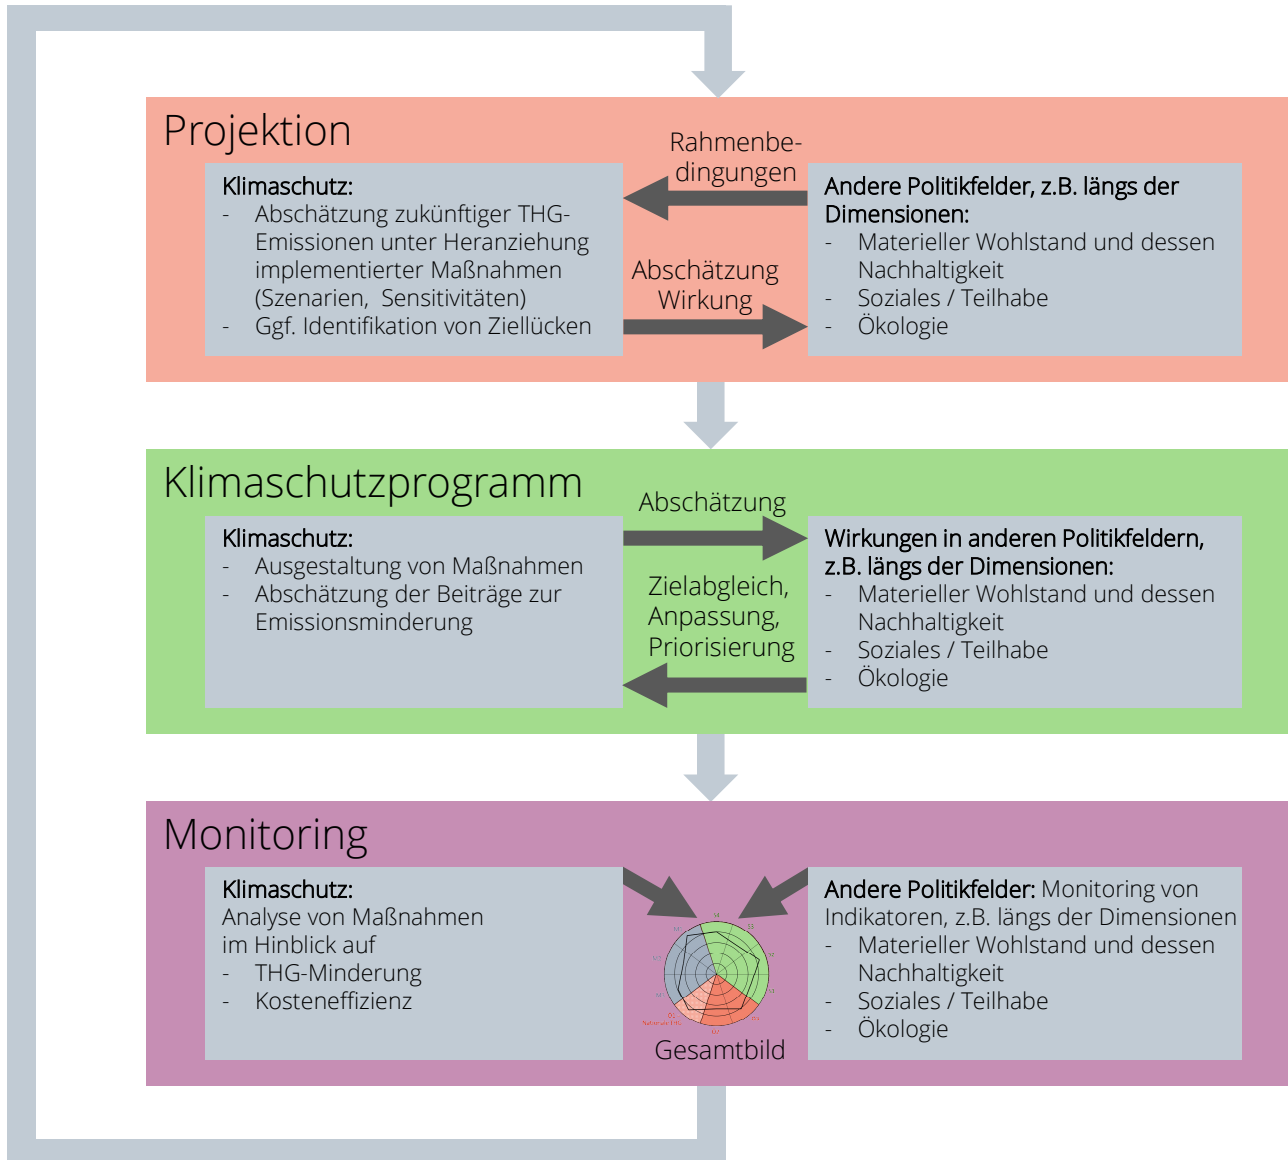 Projektion
Klimaschutz:
- Abschätzung zukünftiger THG-
Emissionen unter Heranziehung
implementierter Maßnahmen
(Szenarien, Sensitivitäten)
- Ggf. Identifikation von Ziellücken
Rahmenbe-
dingungen
Abschätzung
Wirkung
Andere Politikfelder, z.B. längs der
Dimensionen:
- Materieller Wohlstand und dessen
Nachhaltigkeit
- Soziales / Teilhabe
- Ökologie
Klimaschutzprogramm
Klimaschutz:
- Ausgestaltung von Maßnahmen
- Abschätzung der Beiträge zur
Emissionsminderung
Abschätzung
Zielabgleich,
Anpassung,
Priorisierung
Wirkungen in anderen Politikfeldern,
z.B. längs der Dimensionen:
- Materieller Wohlstand und dessen
Nachhaltigkeit
- Soziales / Teilhabe
- Ökologie
Monitoring
Klimaschutz:
Analyse von Maßnahmen
im Hinblick auf
- THG-Minderung
- Kosteneffizienz
Gesamtbild
Andere Politikfelder: Monitoring von
Indikatoren, z.B. längs der Dimensionen
- Materieller Wohlstand und dessen
Nachhaltigkeit
- Soziales / Teilhabe
- Ökologie